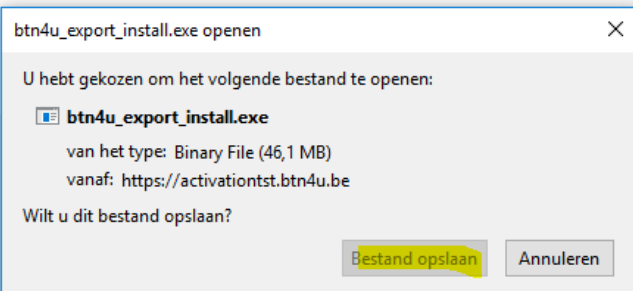 btn4u_export_install.exe openen
U hebt gekozen om het volgende bestand te openen:
btn4u_export_install.exe
van het type: Binary File (46,1 MB)
vanaf: https://activationtst.btn4u.be
Wilt u dit bestand opslaan?
Bestand opslaan Annuleren